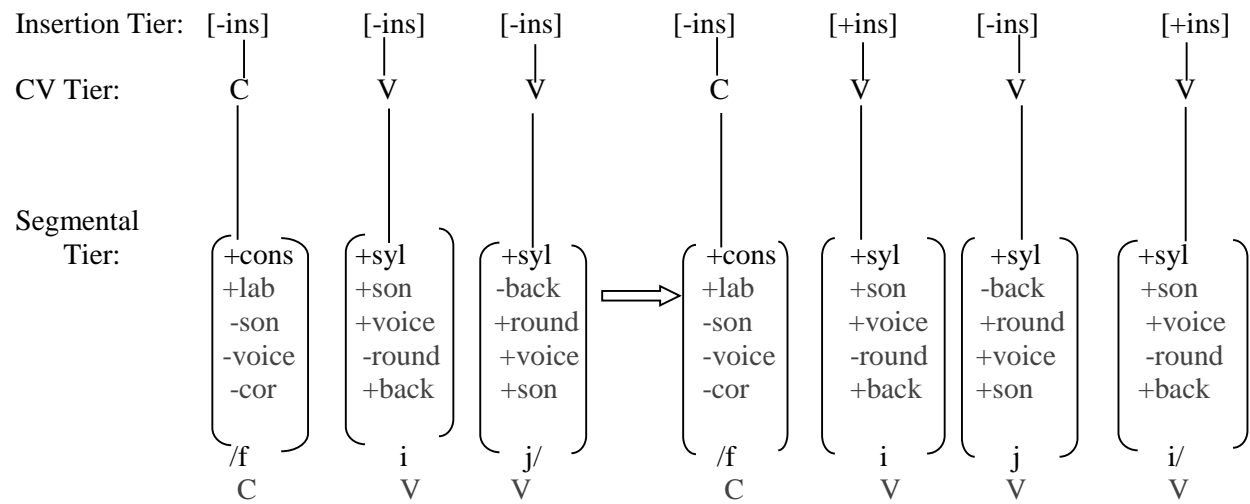 Insertion Tier: [-ins] [-ins] [-ins] [-ins] [+ins] [-ins] [+ins]
CV Tier: C V V C V V V
Segmental
Tier: +cons +syl +syl +cons +syl +syl +syl
+lab +son -back +lab +son -back +son
-son +voice +round -son +voice +round +voice
-voice -round +voice -voice -round +voice -round
-cor +back +son -cor +back +son +back
/f i j/ /f i j i/
C V V C V V V